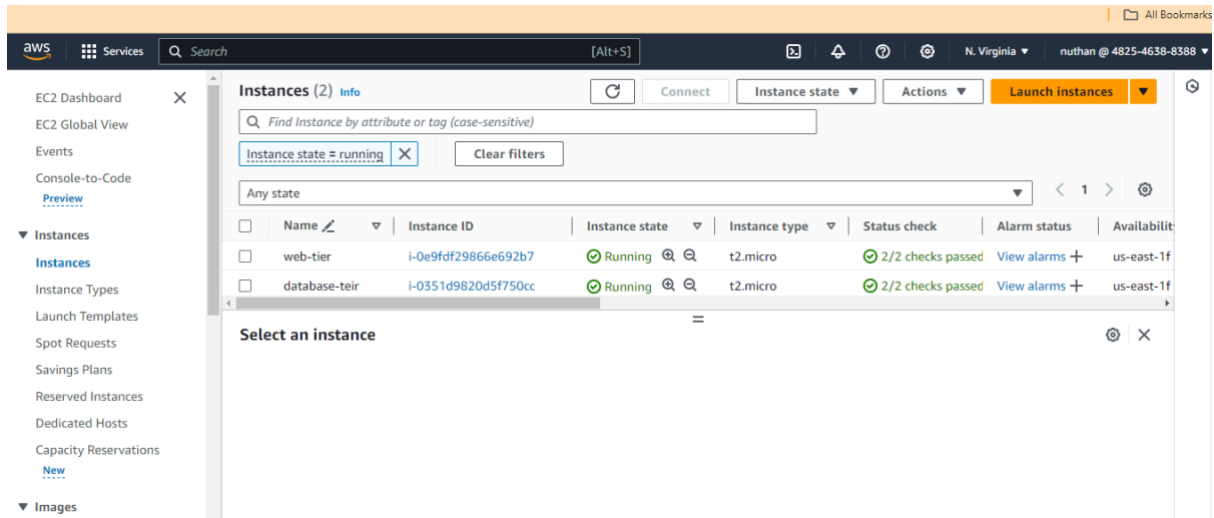 All Bookmarks
aws Services Search [Alt+S] N. Virginia ▼ nuthan @ 4825-4638-8388 ▼
EC2 Dashboard
EC2 Global View
Events
Console-to-Code
Preview
▼ Instances
Instances
Instance Types
Launch Templates
Spot Requests
Savings Plans
Reserved Instances
Dedicated Hosts
Capacity Reservations
New
▼ Images
Instances (2) Info Connect Instance state ▼ Actions ▼ Launch instances ▼
Find Instance by attribute or tag (case-sensitive)
Instance state = running Clear filters
Any state ▼ < 1 >
Name Instance ID Instance state Instance type Status check Alarm status Availabilit
web-tier i-0e9fdf29866e692b7 Running t2.micro 2/2 checks passed View alarms + us-east-1f
database-teir i-0351d9820d5f750cc Running t2.micro 2/2 checks passed View alarms + us-east-1f
Select an instance